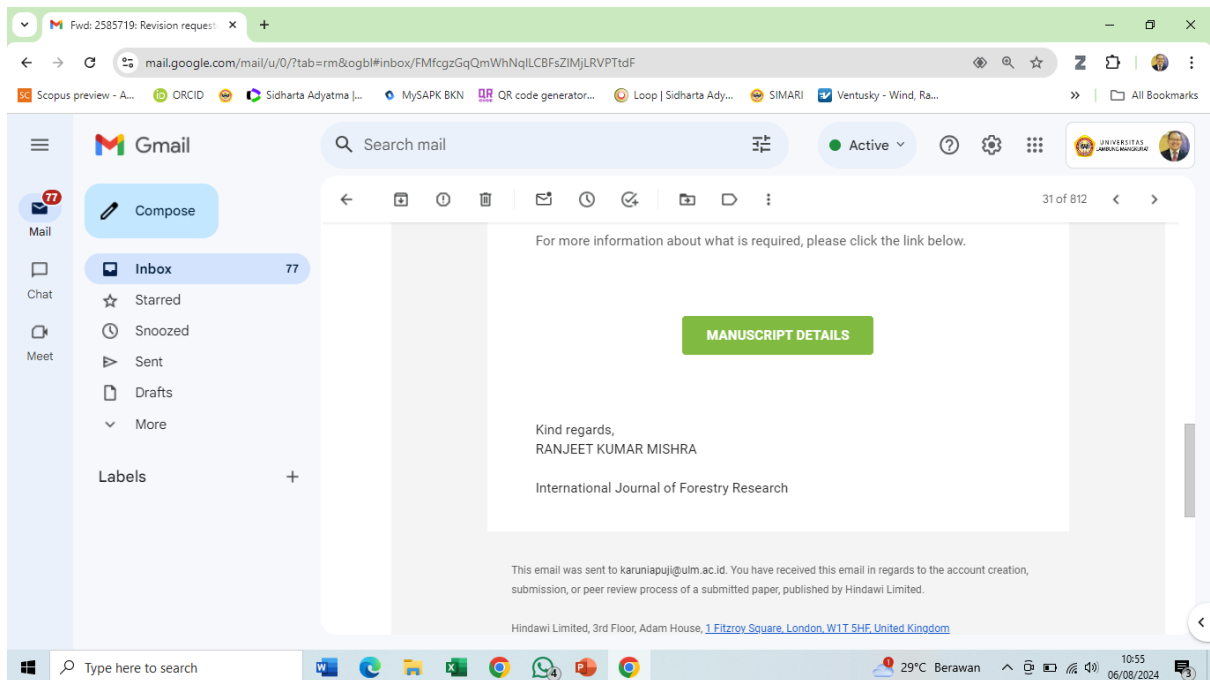 Fwd: 2585719: Revision request
mail.google.com/mail/u/0/?tab=rm&ogbl#inbox/FMfcgzGqQmWhNqlLCBFsZlMjLRVPTtdF
Scopus preview - A... ORCID Sidharta Adyatma |... MySAPK BKN QR code generator... Loop | Sidharta Ady... SIMARI Ventusky - Wind, Ra... All Bookmarks
Gmail
Search mail
Active
UNIVERSITAS
LAMBUNG MANGKURAT
77
Mail
Chat
Meet
Compose
Inbox 77
Starred
Snoozed
Sent
Drafts
More
Labels
31 of 812
For more information about what is required, please click the link below.
MANUSCRIPT DETAILS
Kind regards,
RANJEET KUMAR MISHRA
International Journal of Forestry Research
This email was sent to karuniapuji@ulm.ac.id. You have received this email in regards to the account creation,
submission, or peer review process of a submitted paper, published by Hindawi Limited.
Hindawi Limited, 3rd Floor, Adam House, 1 Fitzroy Square, London, W1T 5HF, United Kingdom
Type here to search
29°C Berawan
10:55
06/08/2024